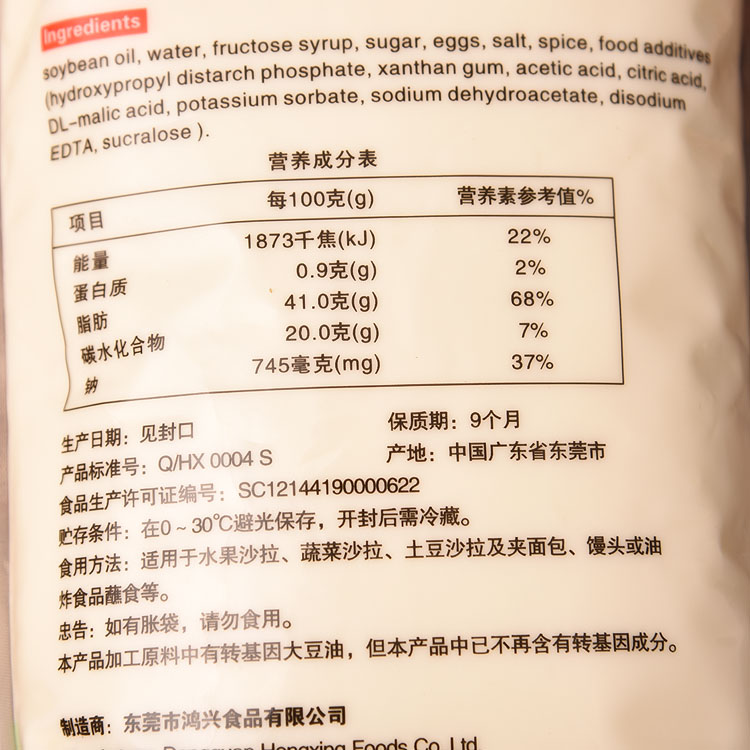 Ingredients
soybean oil, water, fructose syrup, sugar, eggs, salt, spice, food additives
(hydroxypropyl distarch phosphate, xanthan gum, acetic acid, citric acid,
DL-malic acid, potassium sorbate, sodium dehydroacetate, disodium
EDTA, sucralose ).
营养成分表
项目 每100克(g) 营养素参考值%
能量 1873千焦(kJ) 22%
蛋白质 0.9克(g) 2%
脂肪 41.0克(g) 68%
碳水化合物 20.0克(g) 7%
钠 745毫克(mg) 37%
生产日期：见封口 保质期：9个月
产品标准号：Q/HX 0004 S 产地：中国广东省东莞市
食品生产许可证编号：SC12144190000622
贮存条件：在0～30℃避光保存，开封后需冷藏。
食用方法：适用于水果沙拉、蔬菜沙拉、土豆沙拉及夹面包、馒头或油
炸食品蘸食等。
忠告：如有胀袋，请勿食用。
本产品加工原料中有转基因大豆油，但本产品中已不再含有转基因成分。
制造商：东莞市鸿兴食品有限公司
Dongguan Hongxing Foods Co.,Ltd